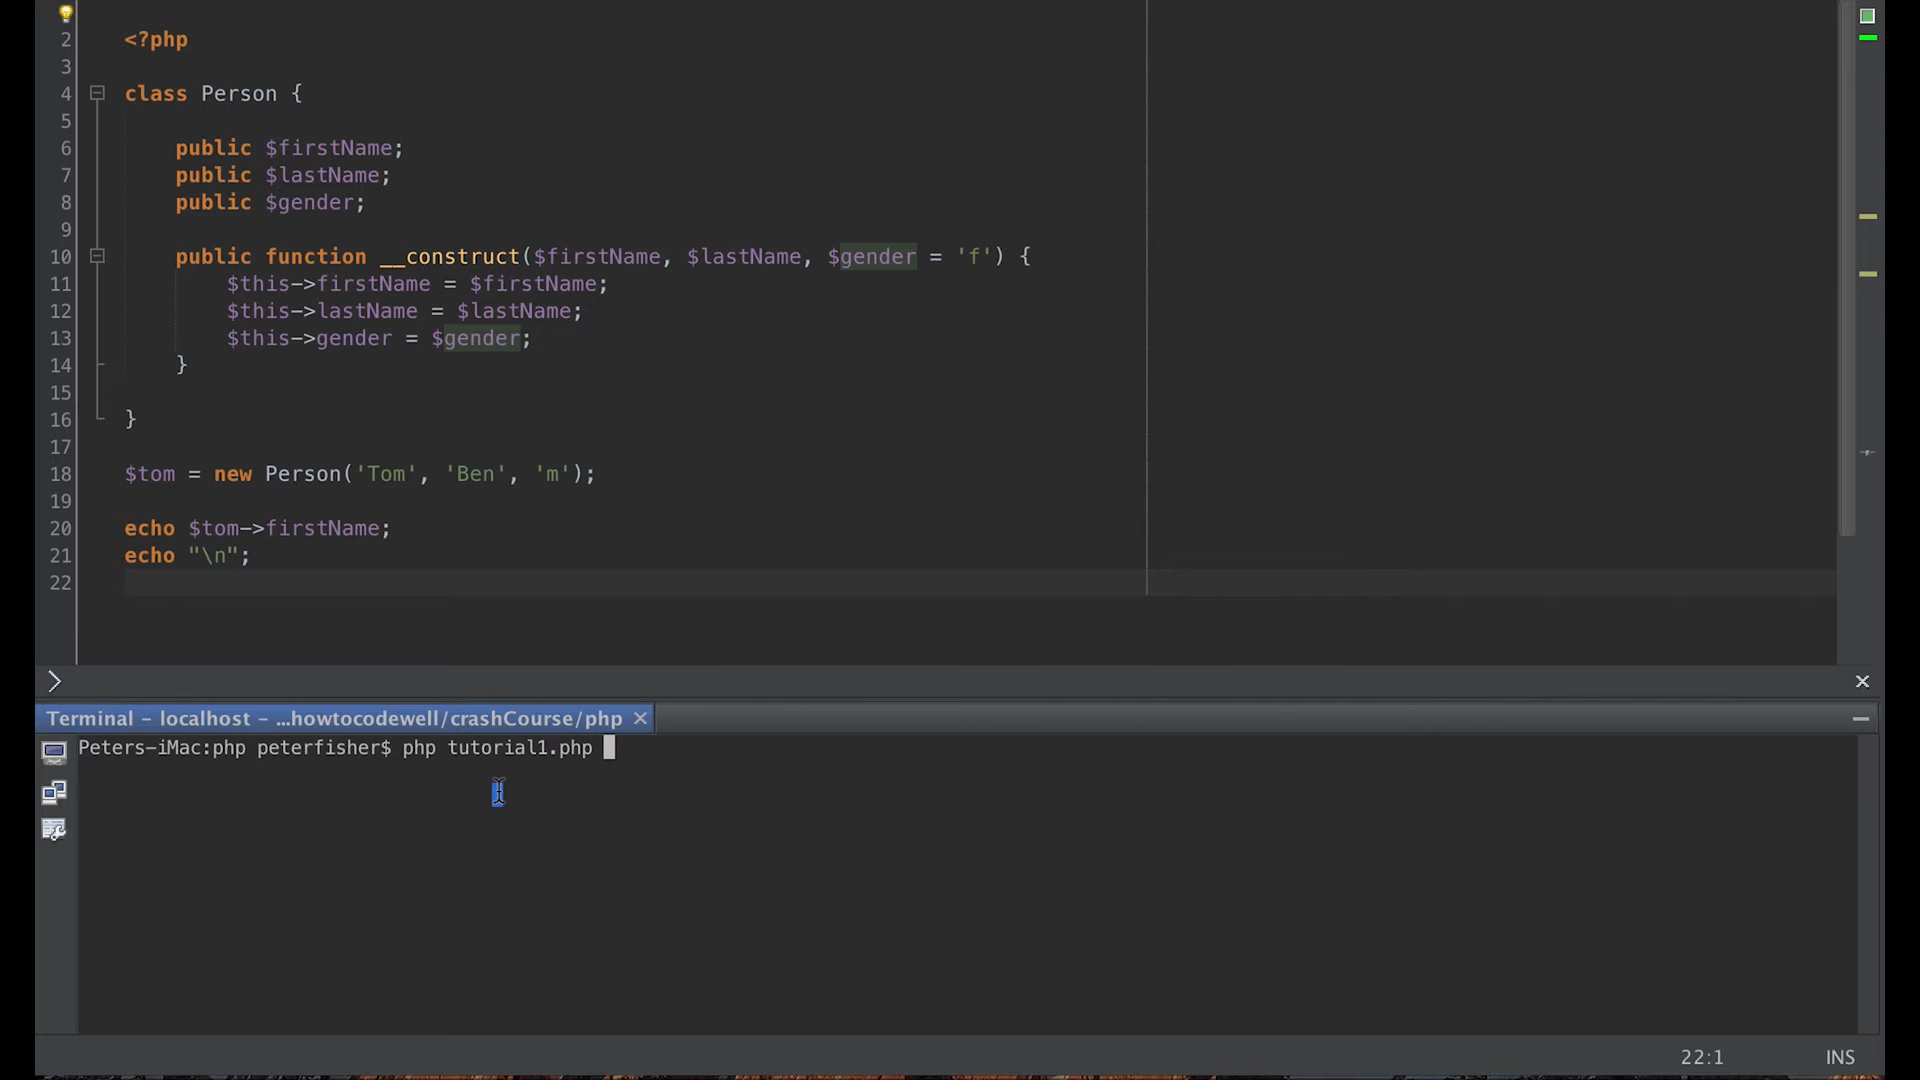 2 <?php
3
4 class Person {
5
6 public $firstName;
7 public $lastName;
8 public $gender;
9
10 public function __construct($firstName, $lastName, $gender = 'f') {
11 $this->firstName = $firstName;
12 $this->lastName = $lastName;
13 $this->gender = $gender;
14 }
15
16 }
17
18 $tom = new Person('Tom', 'Ben', 'm');
19
20 echo $tom->firstName;
21 echo "\n";
22
Terminal - localhost - ...howtocodewell/crashCourse/php
Peters-iMac:php peterfisher$ php tutorial1.php
22:1 INS